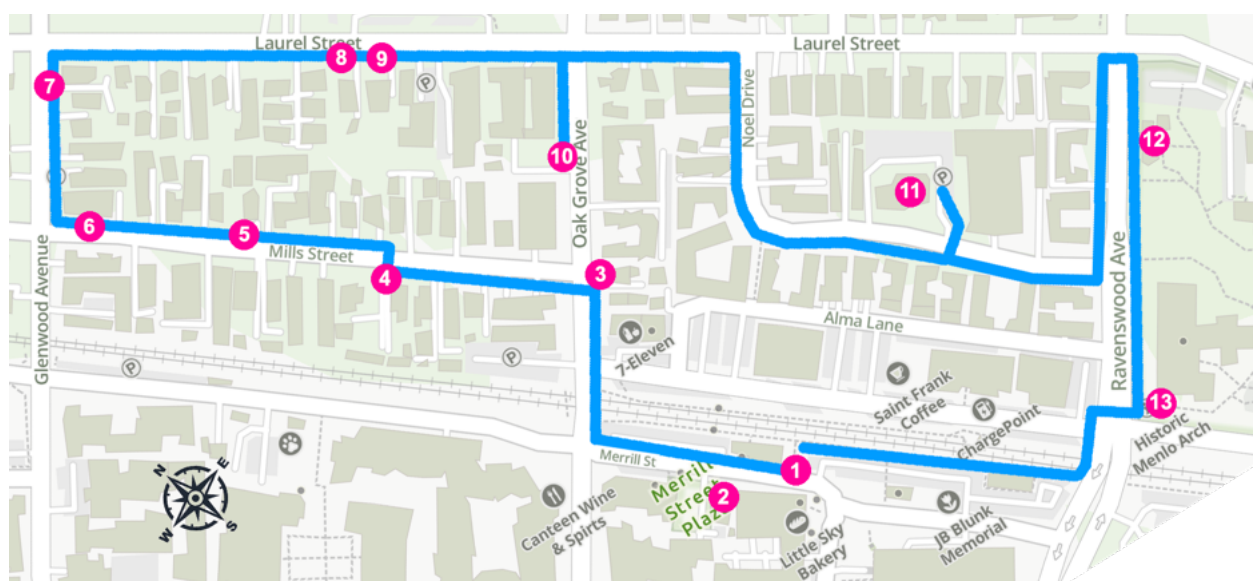 Laurel Street
Laurel Street
8
9
7
P
Noel Drive
12
10
Oak Grove Ave
P
11
6
5
Mills Street
4
3
Glenwood Avenue
Alma Lane
Ravenswood Ave
7-Eleven
P
P
Saint Frank
Coffee
ChargePoint
13
Historic
Menlo Arch
N
E
W
S
Merrill St
1
Merrill
Street
Plaz
2
Canteen Wine
& Spirts
Little Sky
Bakery
JB Blunk
Memorial